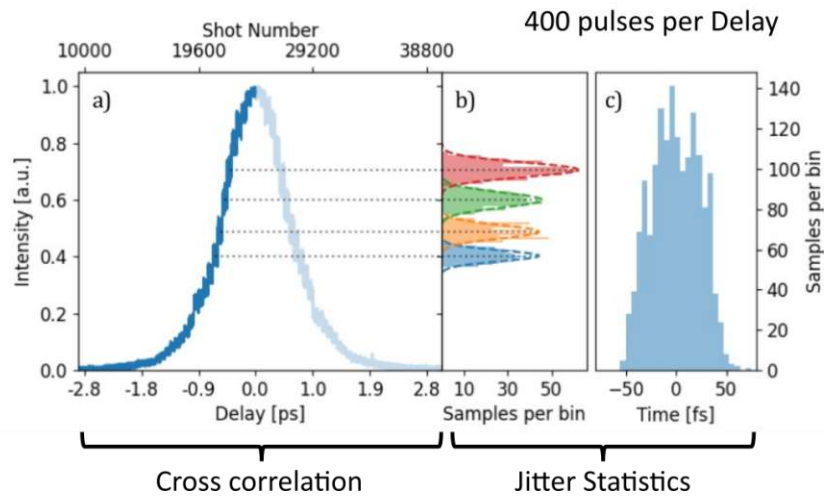 400 pulses per Delay
Shot Number
10000 19600 29200 38800
a) b) c)
Intensity [a.u.]
1.0
0.8
0.6
0.4
0.2
0.0
-2.8 -1.8 -0.9 0.0 1.0 1.9 2.8
Delay [ps]
10 30 50
Samples per bin
−50 0 50
Time [fs]
140
120
100
80
60
40
20
0
Samples per bin
Cross correlation
Jitter Statistics